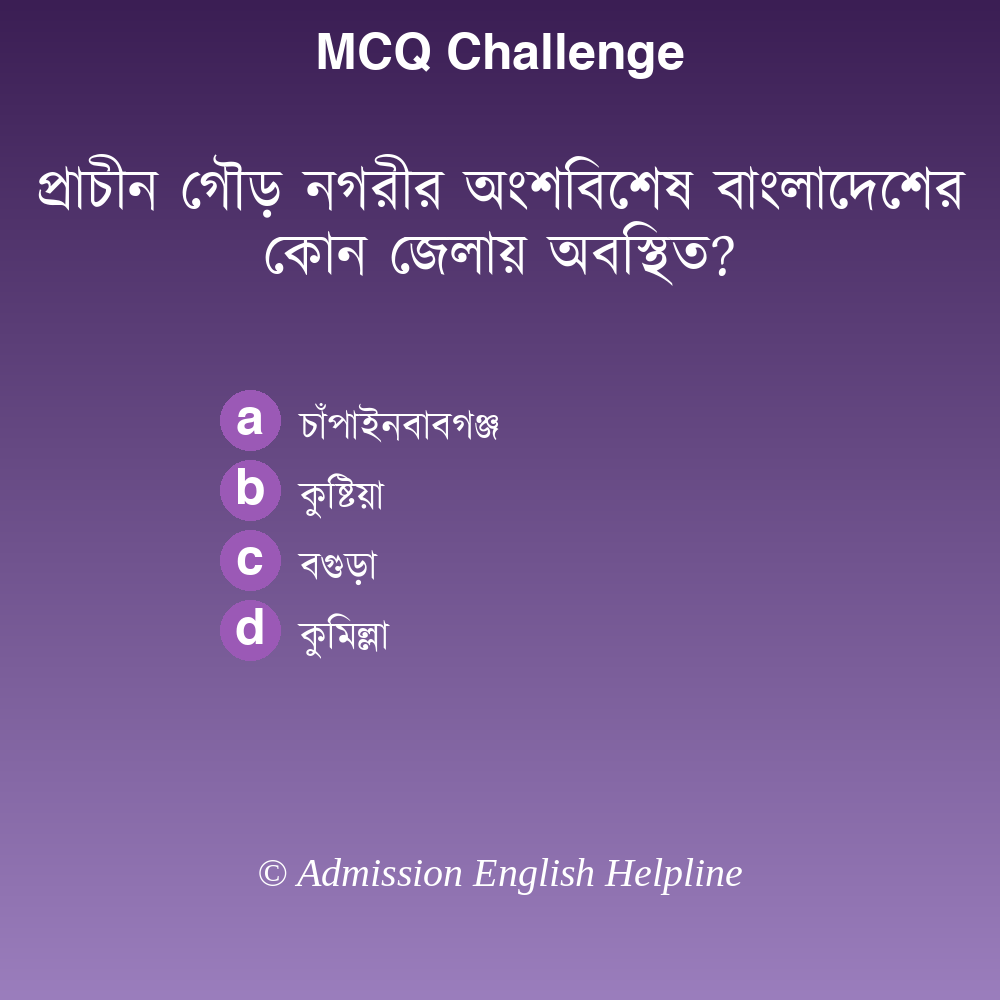 MCQ Challenge
প্রাচীন গৌড় নগরীর অংশবিশেষ বাংলাদেশের
কোন জেলায় অবস্থিত?
a চাঁপাইনবাবগঞ্জ
b কুষ্টিয়া
c বগুড়া
d কুমিল্লা
© Admission English Helpline